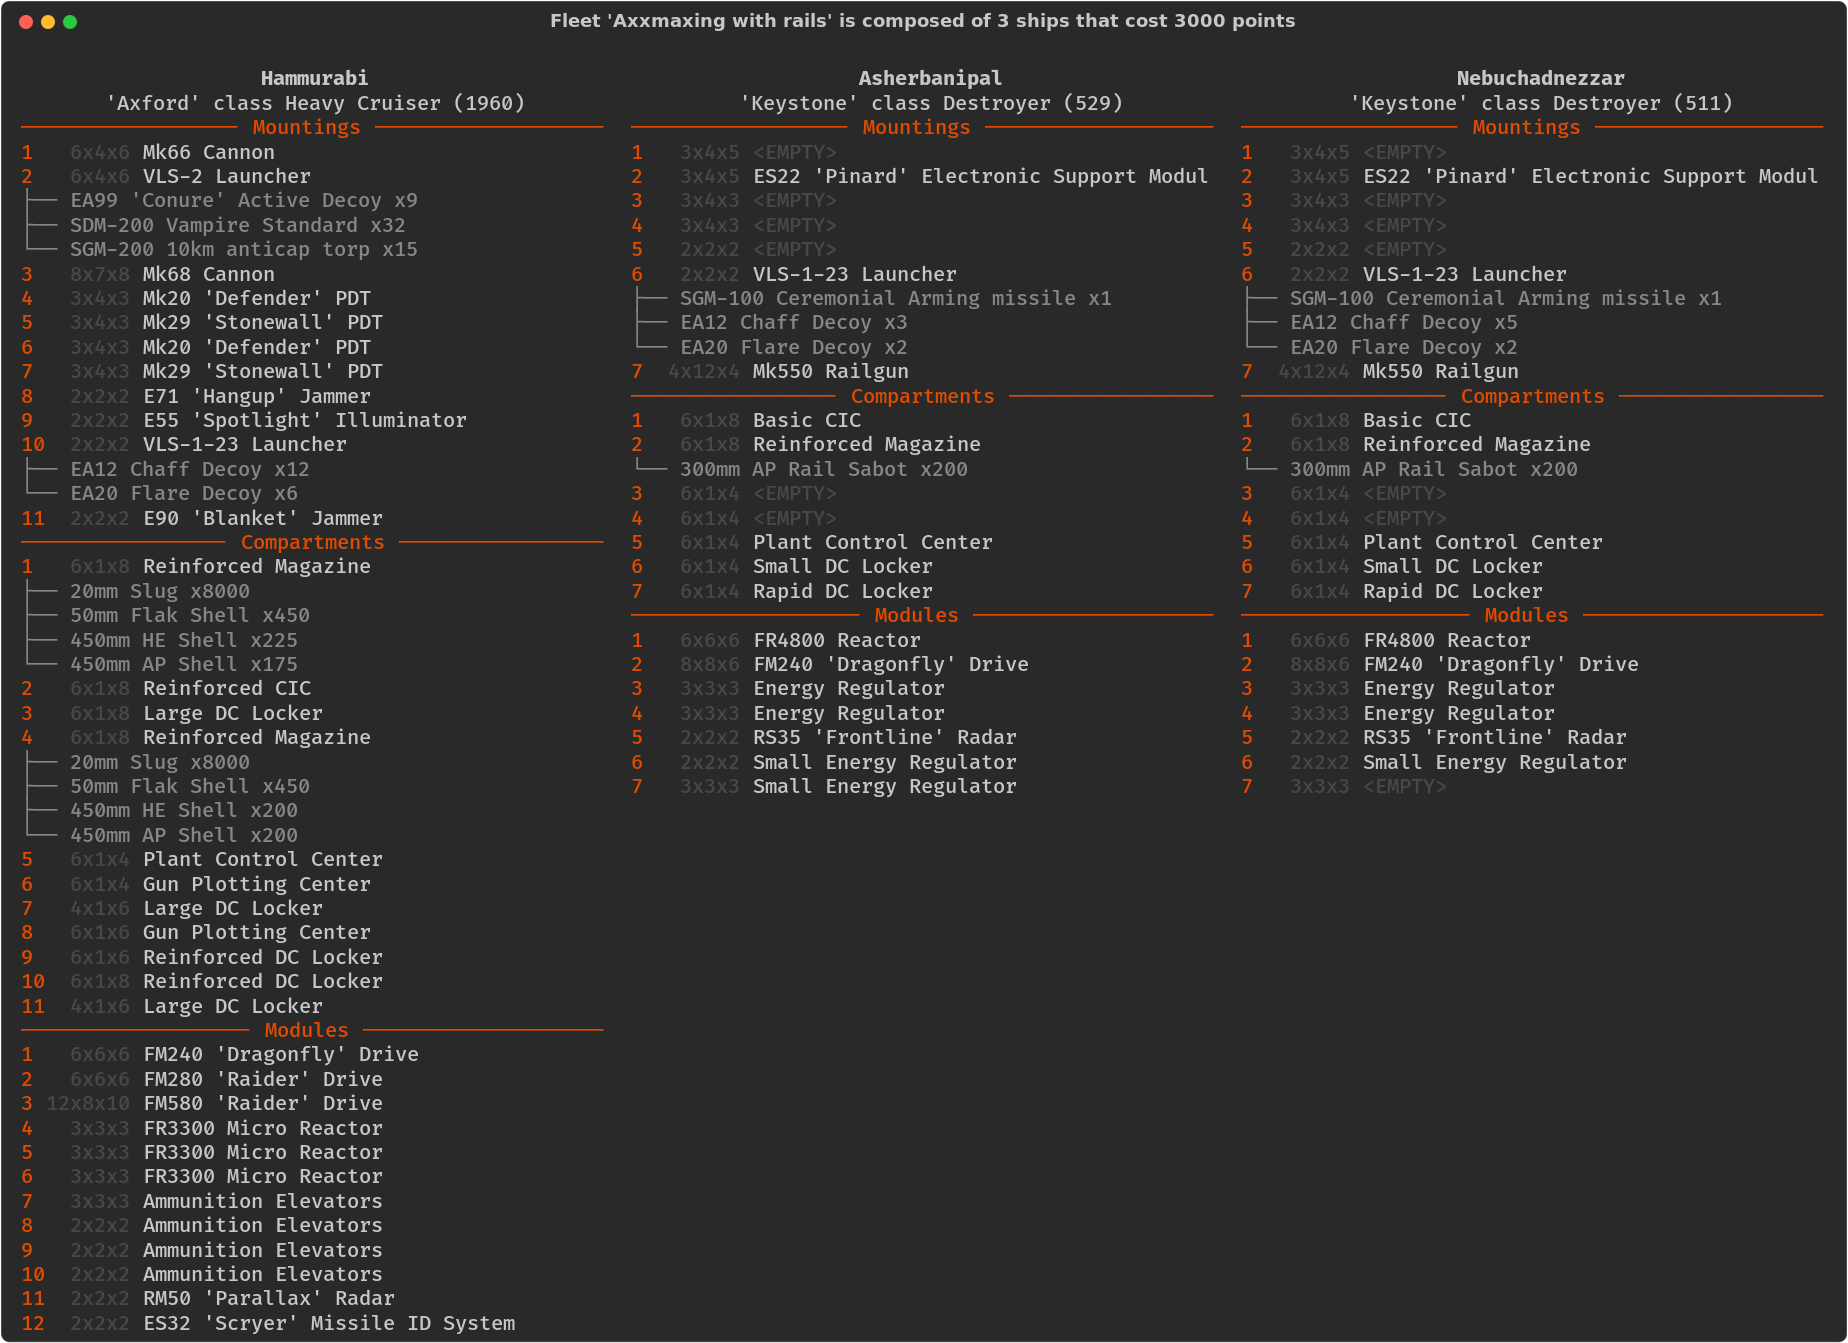 Fleet 'Axxmaxing with rails' is composed of 3 ships that cost 3000 points
Hammurabi
'Axford' class Heavy Cruiser (1960)
Mountings
1 6x4x6 Mk66 Cannon
2 6x4x6 VLS-2 Launcher
EA99 'Conure' Active Decoy x9
SDM-200 Vampire Standard x32
SGM-200 10km anticap torp x15
3 8x7x8 Mk68 Cannon
4 3x4x3 Mk20 'Defender' PDT
5 3x4x3 Mk29 'Stonewall' PDT
6 3x4x3 Mk20 'Defender' PDT
7 3x4x3 Mk29 'Stonewall' PDT
8 2x2x2 E71 'Hangup' Jammer
9 2x2x2 E55 'Spotlight' Illuminator
10 2x2x2 VLS-1-23 Launcher
EA12 Chaff Decoy x12
EA20 Flare Decoy x6
11 2x2x2 E90 'Blanket' Jammer
Compartments
1 6x1x8 Reinforced Magazine
20mm Slug x8000
50mm Flak Shell x450
450mm HE Shell x225
450mm AP Shell x175
2 6x1x8 Reinforced CIC
3 6x1x8 Large DC Locker
4 6x1x8 Reinforced Magazine
20mm Slug x8000
50mm Flak Shell x450
450mm HE Shell x200
450mm AP Shell x200
5 6x1x4 Plant Control Center
6 6x1x4 Gun Plotting Center
7 4x1x6 Large DC Locker
8 6x1x6 Gun Plotting Center
9 6x1x6 Reinforced DC Locker
10 6x1x8 Reinforced DC Locker
11 4x1x6 Large DC Locker
Modules
1 6x6x6 FM240 'Dragonfly' Drive
2 6x6x6 FM280 'Raider' Drive
3 12x8x10 FM580 'Raider' Drive
4 3x3x3 FR3300 Micro Reactor
5 3x3x3 FR3300 Micro Reactor
6 3x3x3 FR3300 Micro Reactor
7 3x3x3 Ammunition Elevators
8 2x2x2 Ammunition Elevators
9 2x2x2 Ammunition Elevators
10 2x2x2 Ammunition Elevators
11 2x2x2 RM50 'Parallax' Radar
12 2x2x2 ES32 'Scryer' Missile ID System
Asherbanipal
'Keystone' class Destroyer (529)
Mountings
1 3x4x5 <EMPTY>
2 3x4x5 ES22 'Pinard' Electronic Support Modul
3 3x4x3 <EMPTY>
4 3x4x3 <EMPTY>
5 2x2x2 <EMPTY>
6 2x2x2 VLS-1-23 Launcher
SGM-100 Ceremonial Arming missile x1
EA12 Chaff Decoy x3
EA20 Flare Decoy x2
7 4x12x4 Mk550 Railgun
Compartments
1 6x1x8 Basic CIC
2 6x1x8 Reinforced Magazine
300mm AP Rail Sabot x200
3 6x1x4 <EMPTY>
4 6x1x4 <EMPTY>
5 6x1x4 Plant Control Center
6 6x1x4 Small DC Locker
7 6x1x4 Rapid DC Locker
Modules
1 6x6x6 FR4800 Reactor
2 8x8x6 FM240 'Dragonfly' Drive
3 3x3x3 Energy Regulator
4 3x3x3 Energy Regulator
5 2x2x2 RS35 'Frontline' Radar
6 2x2x2 Small Energy Regulator
7 3x3x3 Small Energy Regulator
Nebuchadnezzar
'Keystone' class Destroyer (511)
Mountings
1 3x4x5 <EMPTY>
2 3x4x5 ES22 'Pinard' Electronic Support Modul
3 3x4x3 <EMPTY>
4 3x4x3 <EMPTY>
5 2x2x2 <EMPTY>
6 2x2x2 VLS-1-23 Launcher
SGM-100 Ceremonial Arming missile x1
EA12 Chaff Decoy x5
EA20 Flare Decoy x2
7 4x12x4 Mk550 Railgun
Compartments
1 6x1x8 Basic CIC
2 6x1x8 Reinforced Magazine
300mm AP Rail Sabot x200
3 6x1x4 <EMPTY>
4 6x1x4 <EMPTY>
5 6x1x4 Plant Control Center
6 6x1x4 Small DC Locker
7 6x1x4 Rapid DC Locker
Modules
1 6x6x6 FR4800 Reactor
2 8x8x6 FM240 'Dragonfly' Drive
3 3x3x3 Energy Regulator
4 3x3x3 Energy Regulator
5 2x2x2 RS35 'Frontline' Radar
6 2x2x2 Small Energy Regulator
7 3x3x3 <EMPTY>